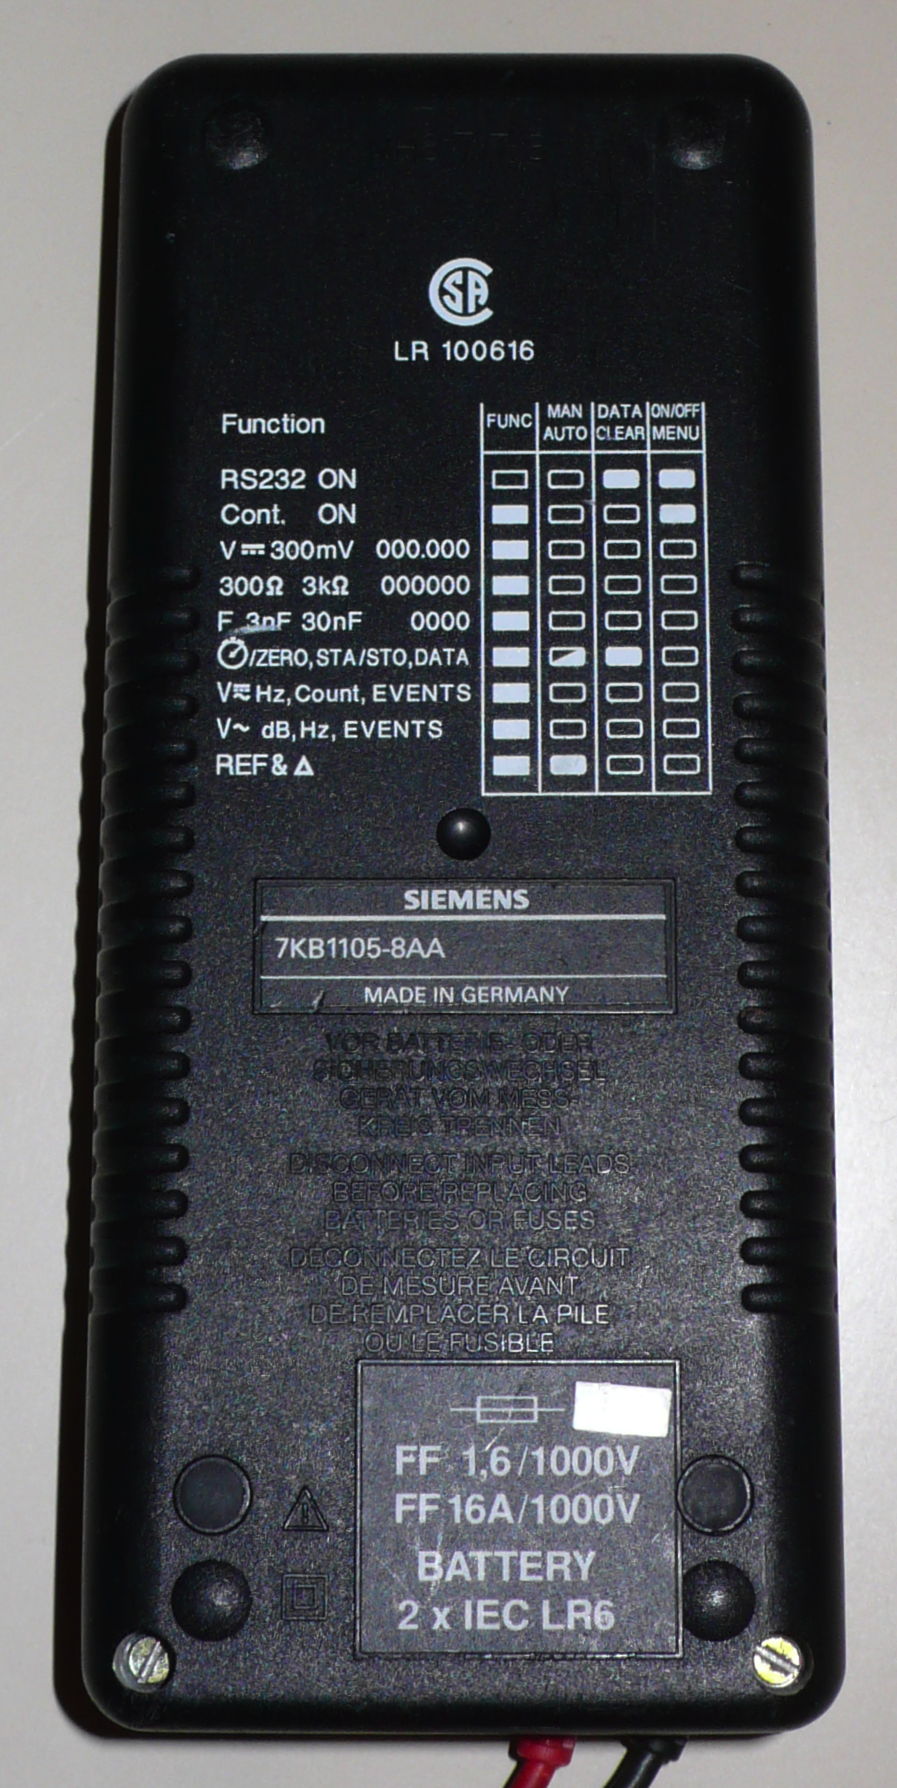 CSA
LR 100616
Function FUNC MAN AUTO DATA CLEAR ON/OFF MENU
RS232 ON
Cont. ON
V⎓300mV 000.000
300Ω 3kΩ 000000
F 3nF 30nF 0000
/ZERO,STA/STO,DATA
V Hz, Count, EVENTS
V~ dB, Hz, EVENTS
REF & Δ
SIEMENS
7KB1105-8AA
MADE IN GERMANY
VOR BATTERIE- ODER
SICHERUNGSWECHSEL
GERÄT VOM MESS-
KREIS TRENNEN
DISCONNECT INPUT LEADS
BEFORE REPLACING
BATTERIES OR FUSES
DECONNECTEZ LE CIRCUIT
DE MESURE AVANT
DE REMPLACER LA PILE
OU LE FUSIBLE
FF 1,6/1000V
FF 16A/1000V
BATTERY
2 x IEC LR6